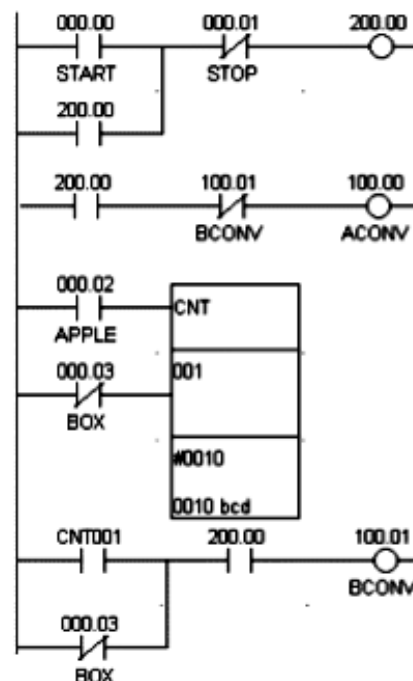 000.00 000.01 200.00
START STOP
200.00
200.00 100.01 100.00
BCONV ACONV
000.02
APPLE
CNT
000.03
001
BOX
#0010
0010 bcd
CNT001 200.00 100.01
BCONV
000.03
BOX